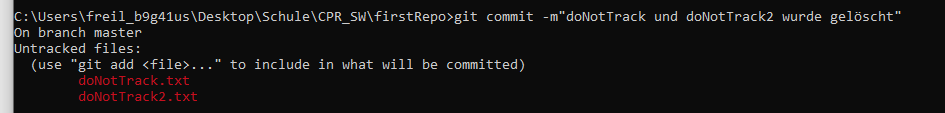 C:\Users\freil_b9g41us\Desktop\Schule\CPR_SW\firstRepo>git commit -m"doNotTrack und doNotTrack2 wurde gelöscht"
On branch master
Untracked files:
  (use "git add <file>..." to include in what will be committed)
        doNotTrack.txt
        doNotTrack2.txt